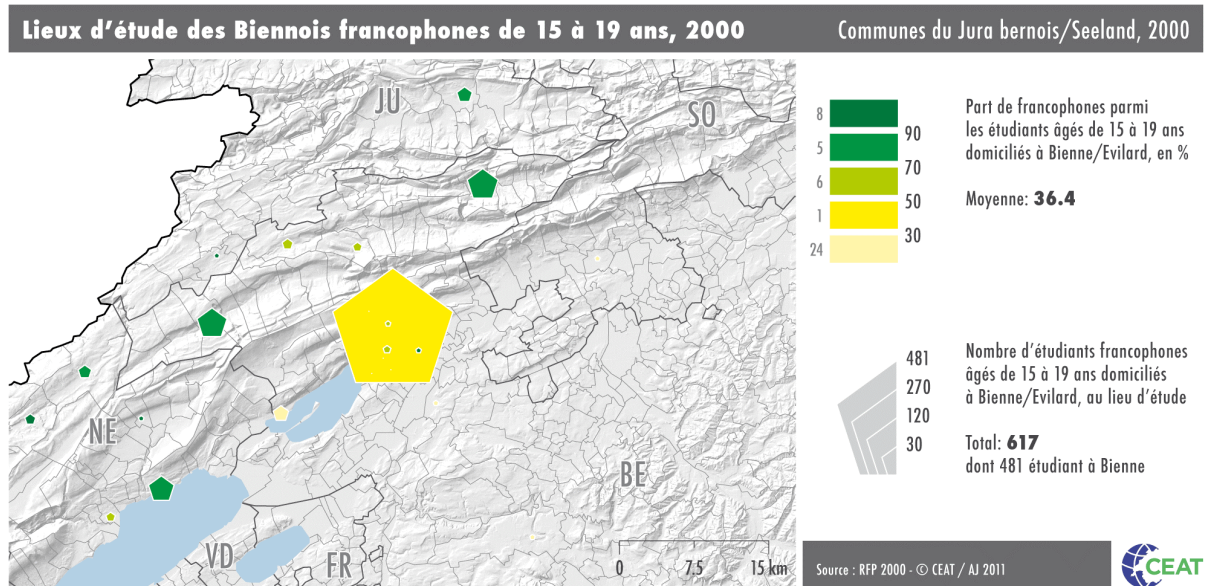 Lieux d'étude des Biennois francophones de 15 à 19 ans, 2000
Communes du Jura bernois/Seeland, 2000
JU
SO
NE
BE
VD
FR
0 7.5 15 km
8
90
5
70
6
50
1
30
24
Part de francophones parmi
les étudiants âgés de 15 à 19 ans
domiciliés à Bienne/Evilard, en %
Moyenne: 36.4
481
270
120
30
Nombre d'étudiants francophones
âgés de 15 à 19 ans domiciliés
à Bienne/Evilard, au lieu d'étude
Total: 617
dont 481 étudiant à Bienne
Source : RFP 2000 - © CEAT / AJ 2011
CEAT